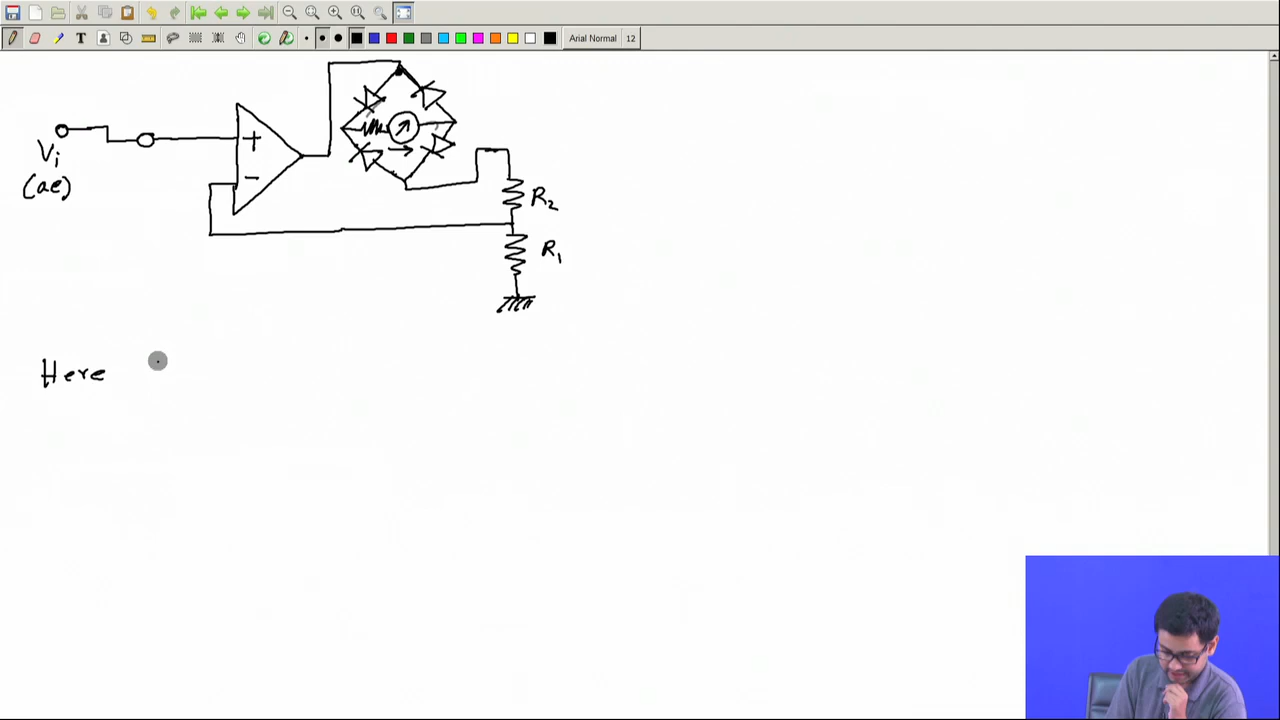 Arial Normal 12
+
Vi
(ac)
−
R2
R1
Here